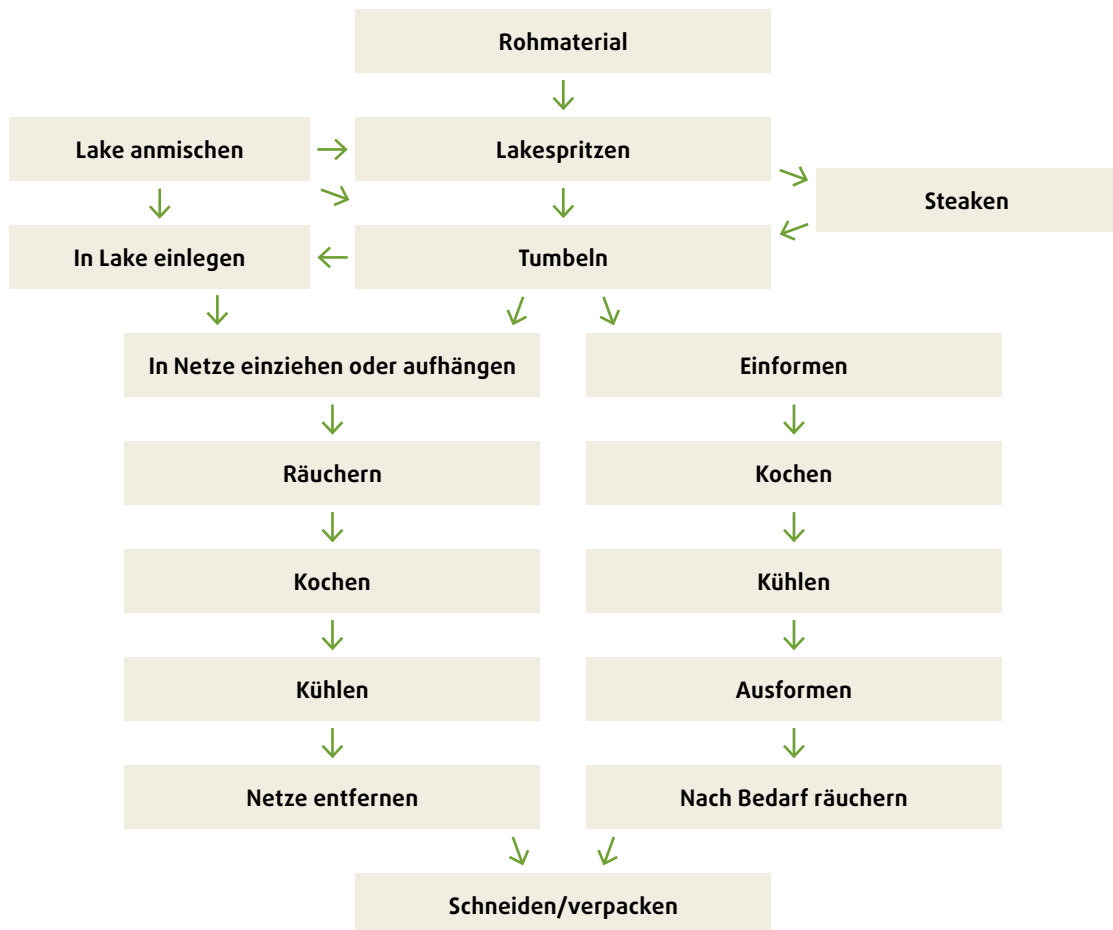 Rohmaterial
Lake anmischen
Lakespritzen
Steaken
In Lake einlegen
Tumbeln
In Netze einziehen oder aufhängen
Einformen
Räuchern
Kochen
Kochen
Kühlen
Kühlen
Ausformen
Netze entfernen
Nach Bedarf räuchern
Schneiden/verpacken